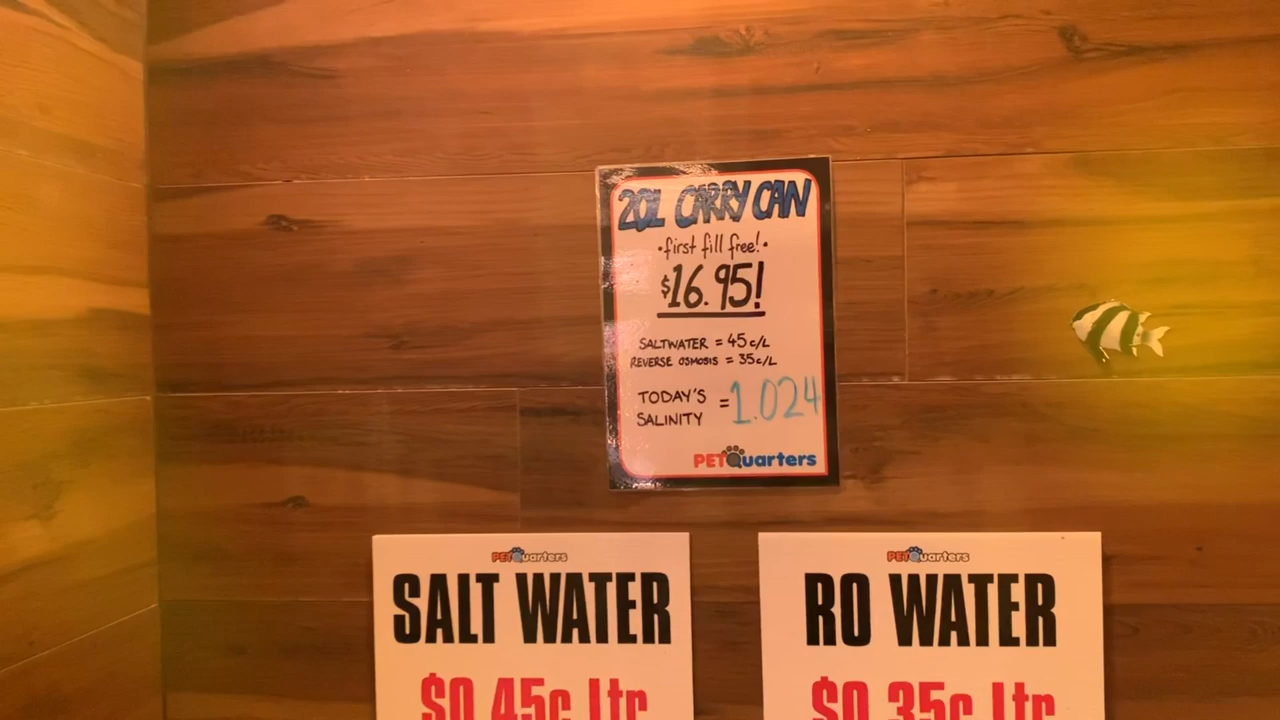 20L CARRY CAN
•first fill free!•
$16.95!
SALTWATER = 45c/L
REVERSE OSMOSIS = 35c/L
TODAY'S SALINITY = 1.024
PETQuarters
PETQuarters
SALT WATER
$0.45c Ltr
PETQuarters
RO WATER
$0.35c Ltr